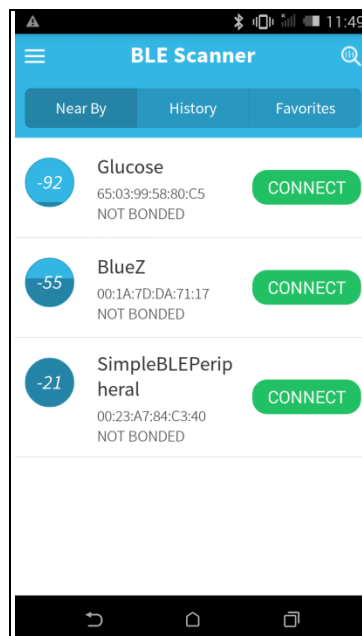 11:49
BLE Scanner
Near By History Favorites
-92
Glucose
65:03:99:58:80:C5
NOT BONDED
CONNECT
-55
BlueZ
00:1A:7D:DA:71:17
NOT BONDED
CONNECT
-21
SimpleBLEPerip
heral
00:23:A7:84:C3:40
NOT BONDED
CONNECT